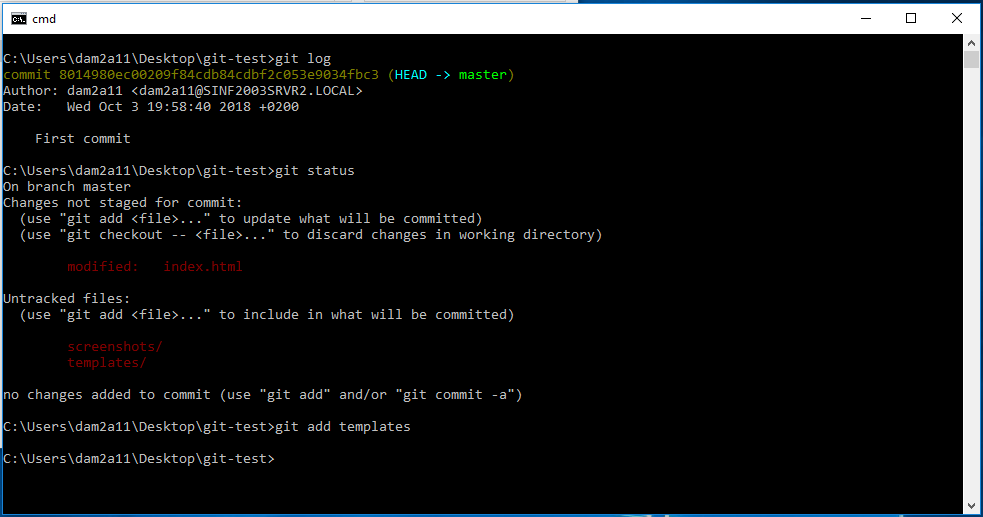 cmd
C:\Users\dam2a11\Desktop\git-test>git log
commit 8014980ec00209f84cdb84cdbf2c053e9034fbc3 (HEAD -> master)
Author: dam2a11 <dam2a11@SINF2003SRVR2.LOCAL>
Date:   Wed Oct 3 19:58:40 2018 +0200
First commit
C:\Users\dam2a11\Desktop\git-test>git status
On branch master
Changes not staged for commit:
(use "git add <file>..." to update what will be committed)
(use "git checkout -- <file>..." to discard changes in working directory)
modified:   index.html
Untracked files:
(use "git add <file>..." to include in what will be committed)
screenshots/
templates/
no changes added to commit (use "git add" and/or "git commit -a")
C:\Users\dam2a11\Desktop\git-test>git add templates
C:\Users\dam2a11\Desktop\git-test>